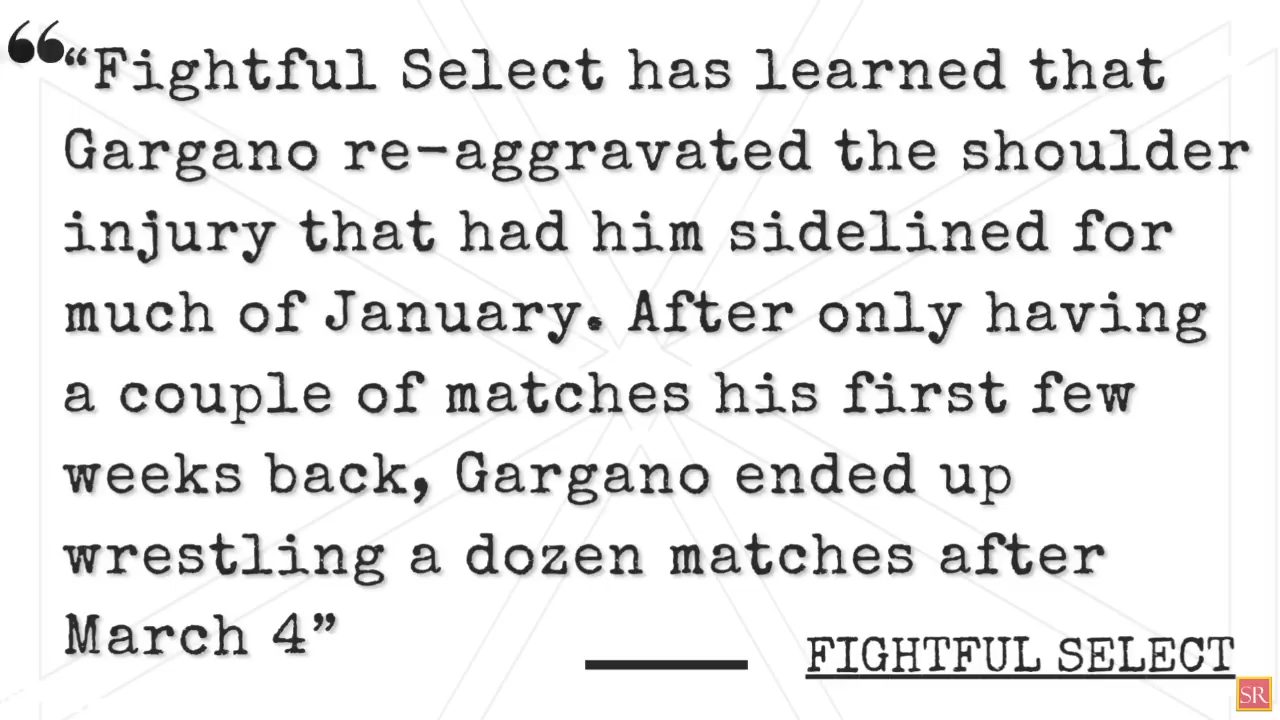 ❝“Fightful Select has learned that
Gargano re-aggravated the shoulder
injury that had him sidelined for
much of January. After only having
a couple of matches his first few
weeks back, Gargano ended up
wrestling a dozen matches after
March 4”
FIGHTFUL SELECT
SR